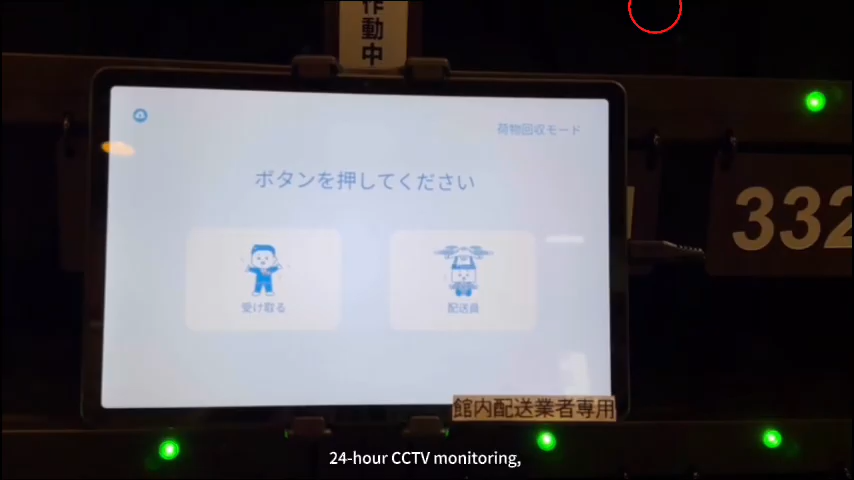 作動中
荷物回収モード
ボタンを押してください
332
受け取る
配送員
館内配送業者専用
24-hour CCTV monitoring,